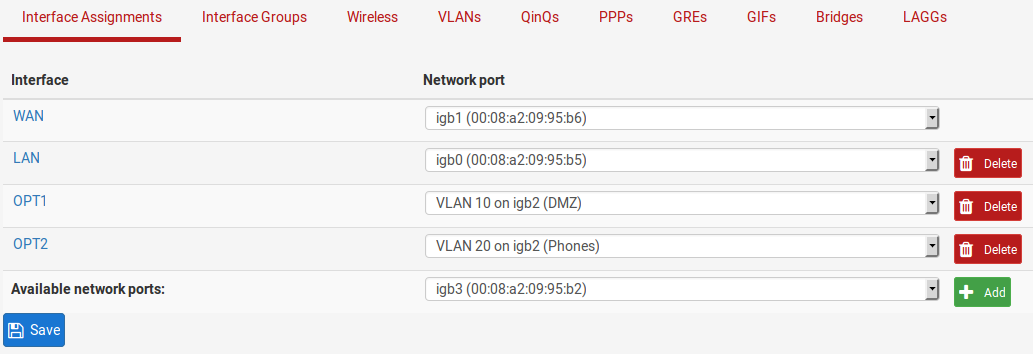 Interface Assignments Interface Groups Wireless VLANs QinQs PPPs GREs GIFs Bridges LAGGs
Interface Network port
WAN igb1 (00:08:a2:09:95:b6)
LAN igb0 (00:08:a2:09:95:b5) Delete
OPT1 VLAN 10 on igb2 (DMZ) Delete
OPT2 VLAN 20 on igb2 (Phones) Delete
Available network ports: igb3 (00:08:a2:09:95:b2) Add
Save